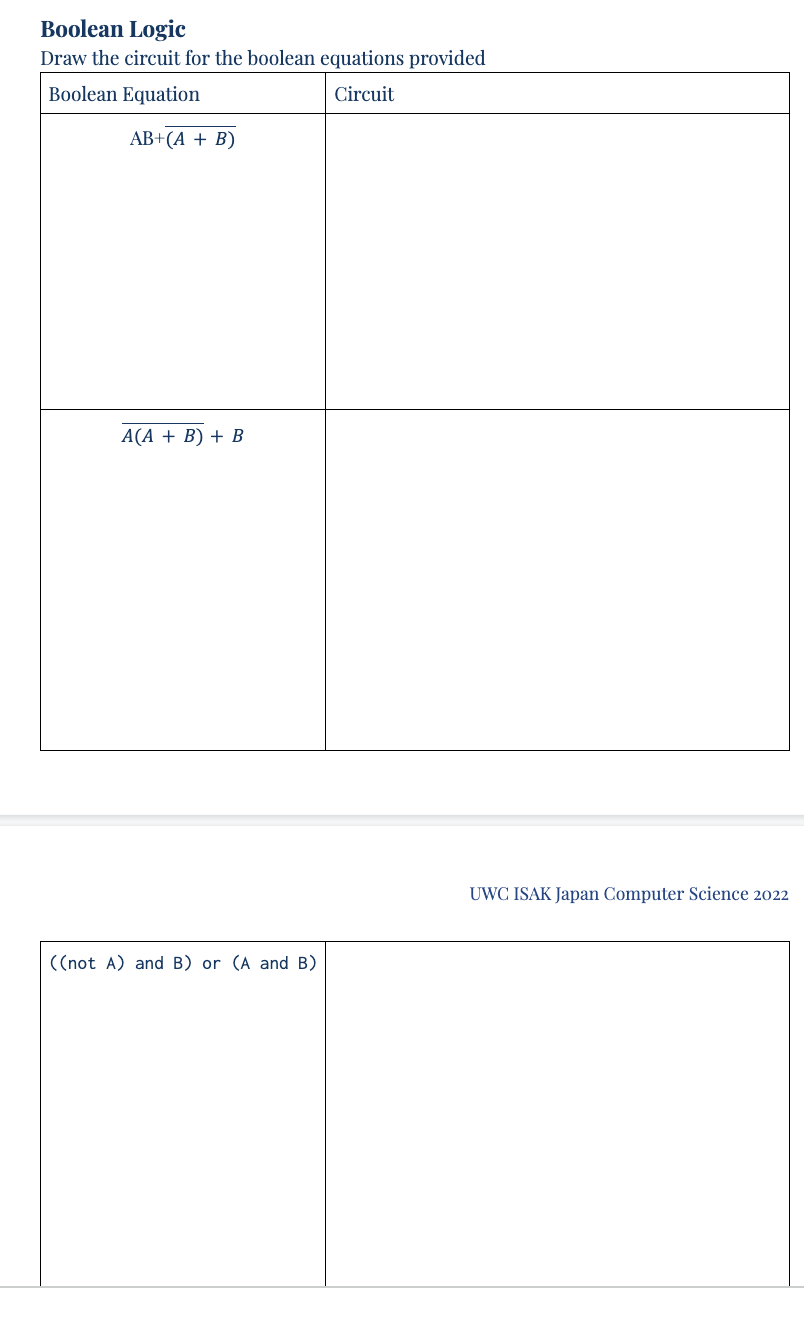 Boolean Logic
Draw the circuit for the boolean equations provided
Boolean Equation
Circuit
AB+\overline{(A + B)}
\overline{A(A + B)} + B
UWC ISAK Japan Computer Science 2022
((not A) and B) or (A and B)